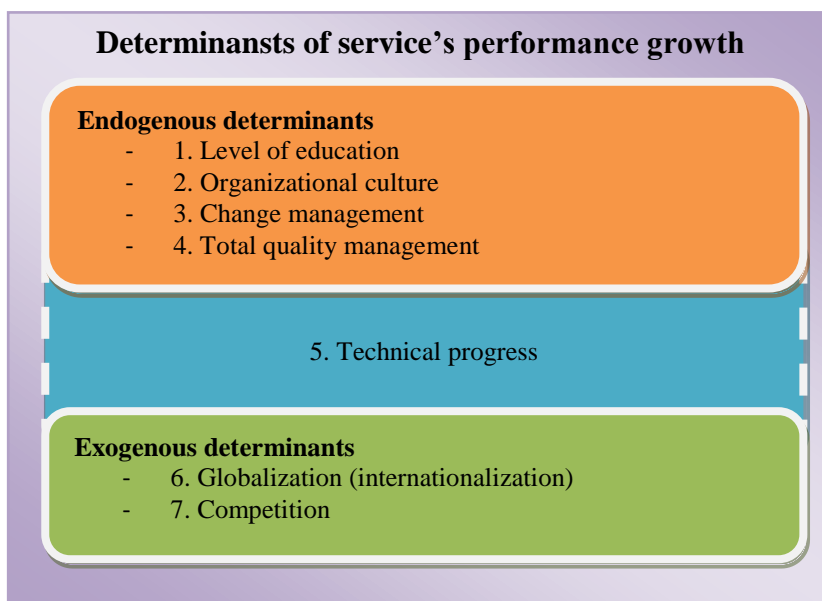 Determinansts of service’s performance growth
Endogenous determinants
- 1. Level of education
- 2. Organizational culture
- 3. Change management
- 4. Total quality management
5. Technical progress
Exogenous determinants
- 6. Globalization (internationalization)
- 7. Competition